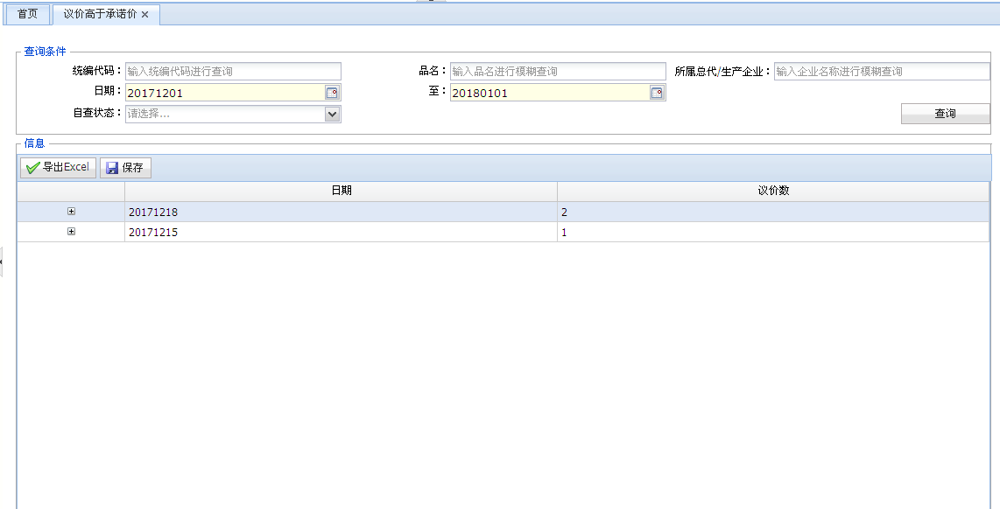 首页 议价高于承诺价
查询条件
统编代码： 输入统编代码进行查询 品名： 输入品名进行模糊查询 所属总代/生产企业： 输入企业名称进行模糊查询
日期： 20171201 至： 20180101
自查状态： 请选择...
查询
信息
导出Excel 保存
日期 议价数
20171218 2
20171215 1